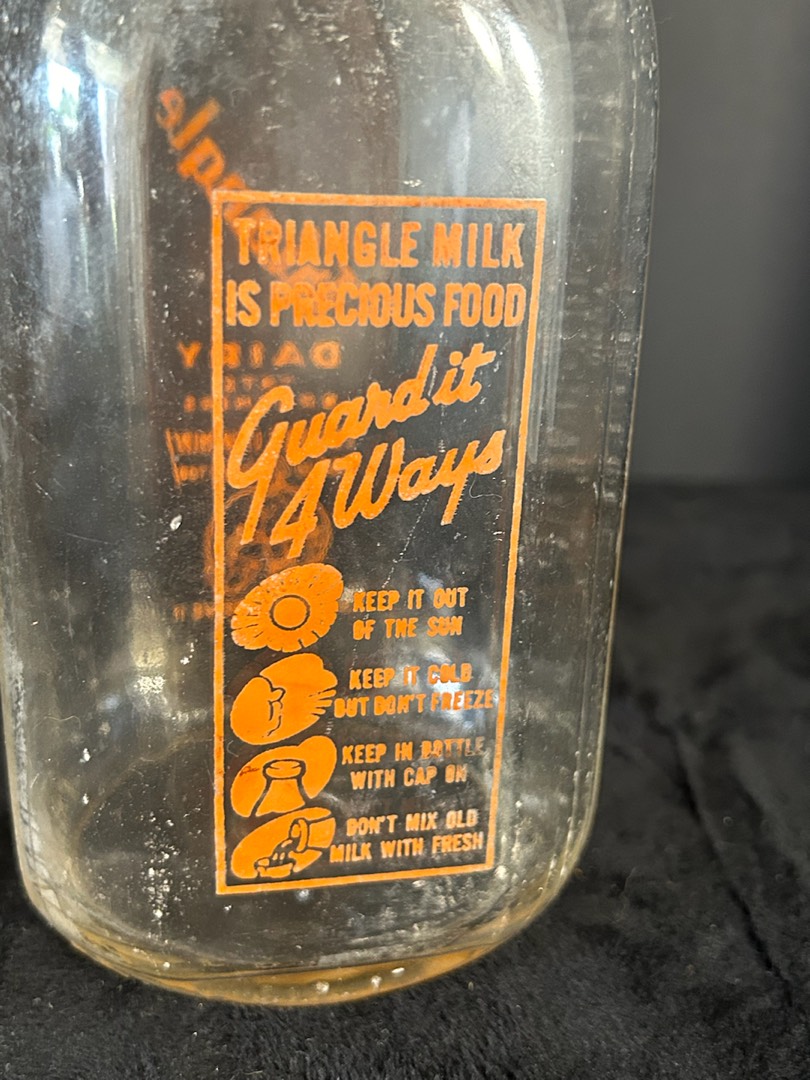 TRIANGLE MILK
IS PRECIOUS FOOD
Guard it
4 Ways
KEEP IT OUT
OF THE SUN
KEEP IT COLD
BUT DON'T FREEZE
KEEP IN BOTTLE
WITH CAP ON
DON'T MIX OLD
MILK WITH FRESH
DAIRY